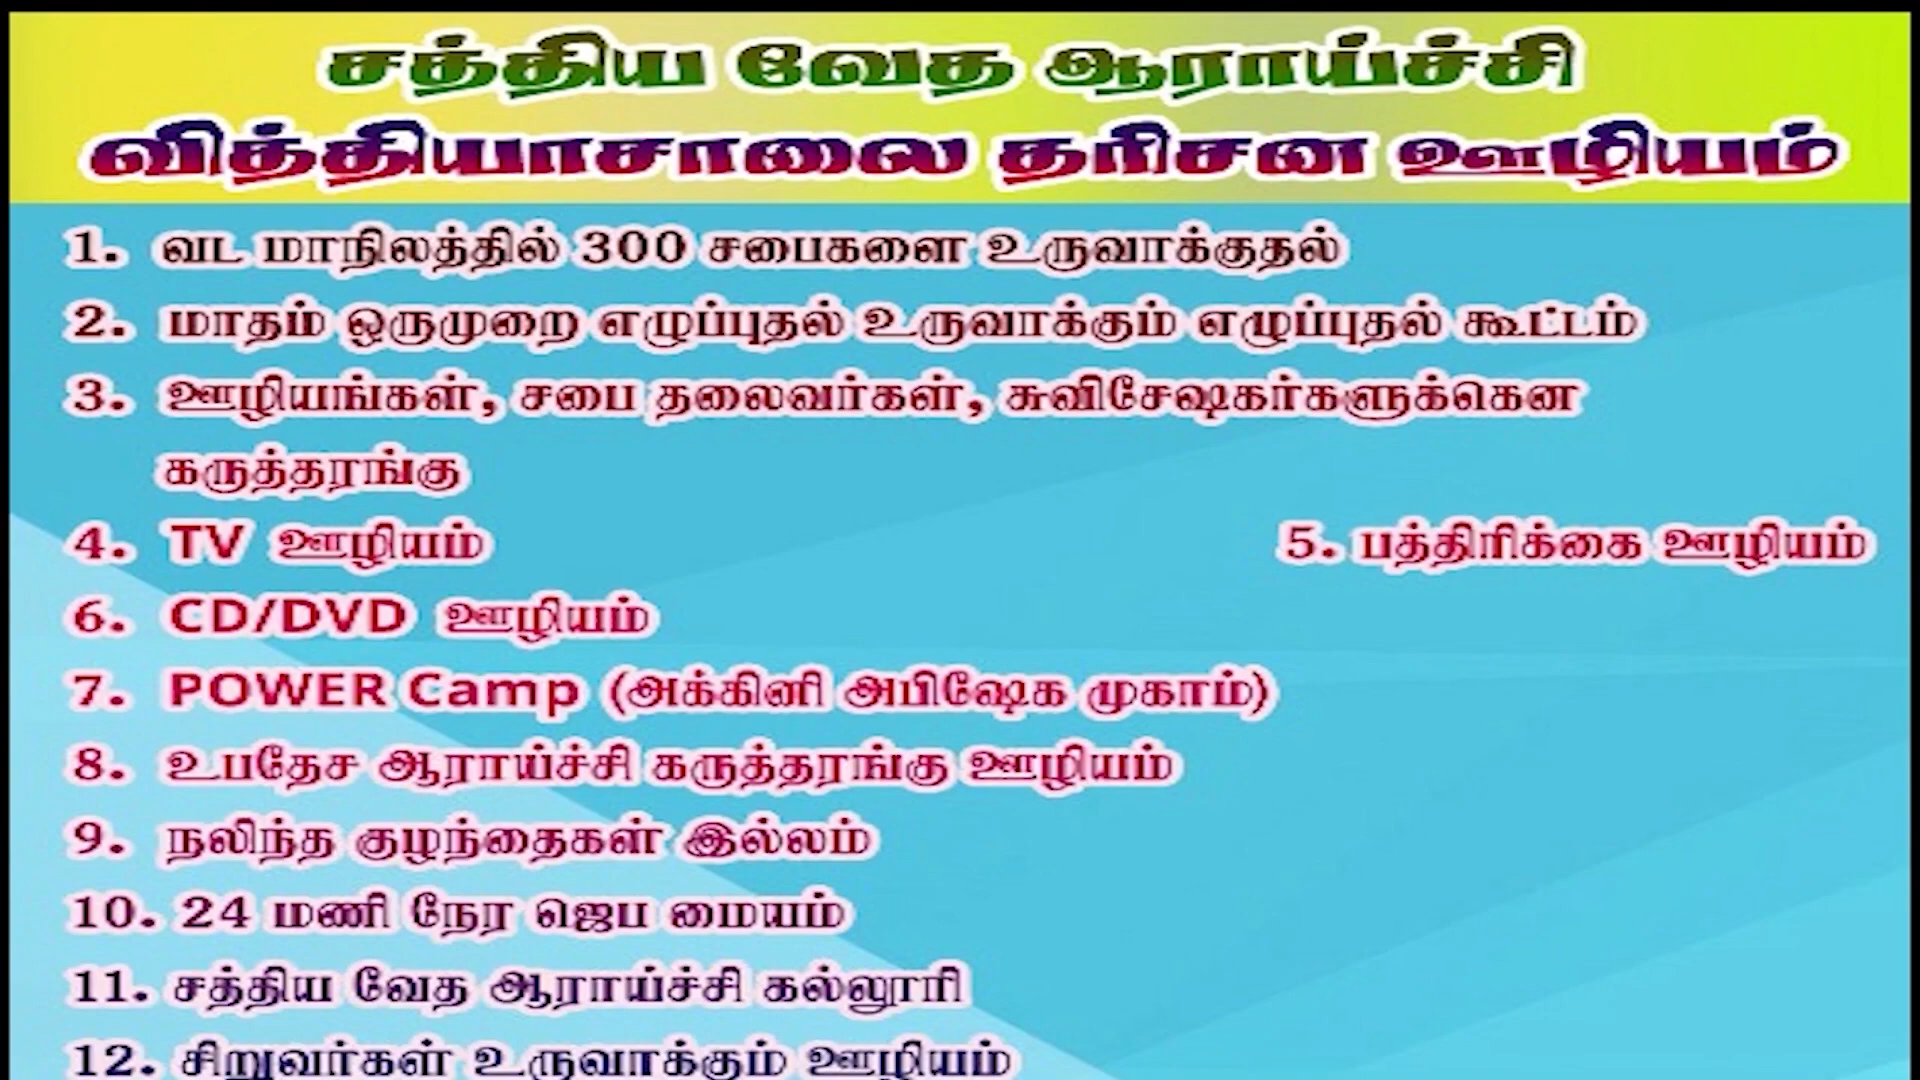 சத்திய வேத ஆராய்ச்சி
வித்தியாசாலை தரிசன ஊழியம்
1. வட மாநிலத்தில் 300 சபைகளை உருவாக்குதல்
2. மாதம் ஒருமுறை எழுப்புதல் உருவாக்கும் எழுப்புதல் கூட்டம்
3. ஊழியங்கள், சபை தலைவர்கள், சுவிசேஷகர்களுக்கென
கருத்தரங்கு
4. TV ஊழியம் 5. பத்திரிக்கை ஊழியம்
6. CD/DVD ஊழியம்
7. POWER Camp (அக்கினி அபிஷேக முகாம்)
8. உபதேச ஆராய்ச்சி கருத்தரங்கு ஊழியம்
9. நலிந்த குழந்தைகள் இல்லம்
10. 24 மணி நேர ஜெப மையம்
11. சத்திய வேத ஆராய்ச்சி கல்லூரி
12. சிறுவர்கள் உருவாக்கும் ஊழியம்